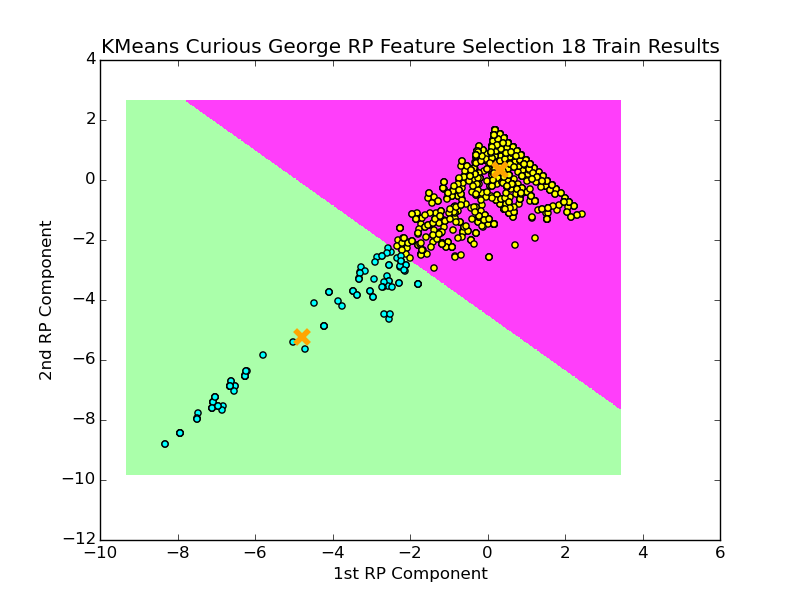 KMeans Curious George RP Feature Selection 18 Train Results
4
2
0
−2
−4
−6
−8
−10
−12
2nd RP Component
−10 −8 −6 −4 −2 0 2 4 6
1st RP Component